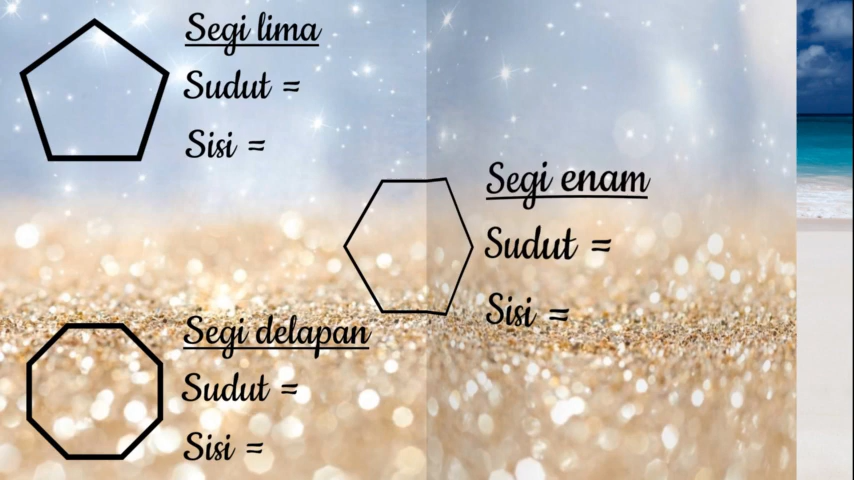 Segi lima
Sudut =
Sisi =
Segi enam
Sudut =
Sisi =
Segi delapan
Sudut =
Sisi =